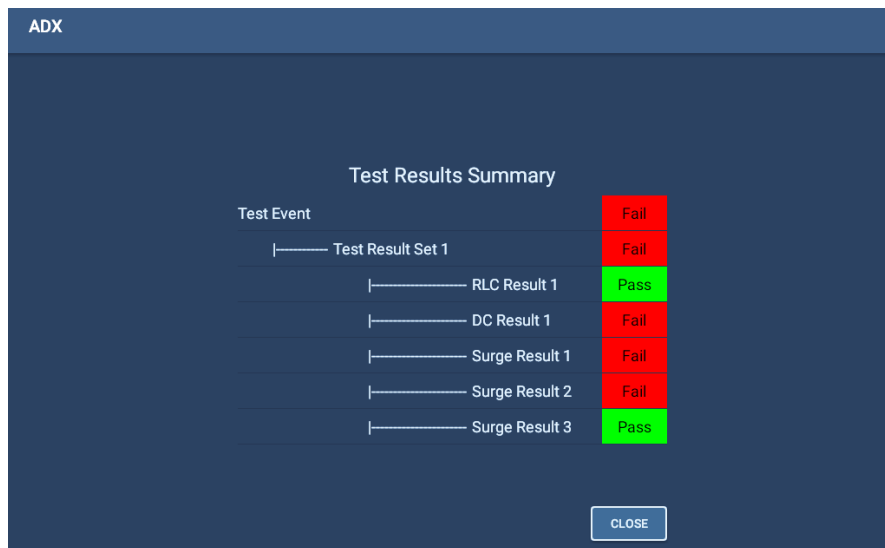 ADX
Test Results Summary
Test Event Fail
|------------ Test Result Set 1 Fail
|---------------------- RLC Result 1 Pass
|---------------------- DC Result 1 Fail
|---------------------- Surge Result 1 Fail
|---------------------- Surge Result 2 Fail
|---------------------- Surge Result 3 Pass
CLOSE